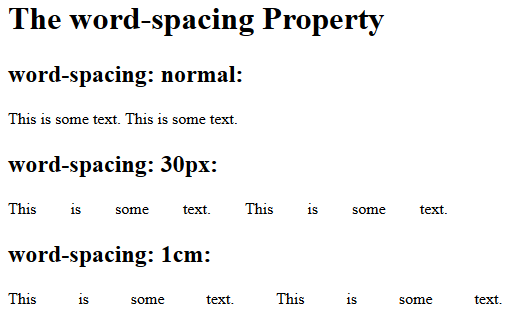 The word-spacing Property
word-spacing: normal:
This is some text. This is some text.
word-spacing: 30px:
This is some text. This is some text.
word-spacing: 1cm:
This is some text. This is some text.